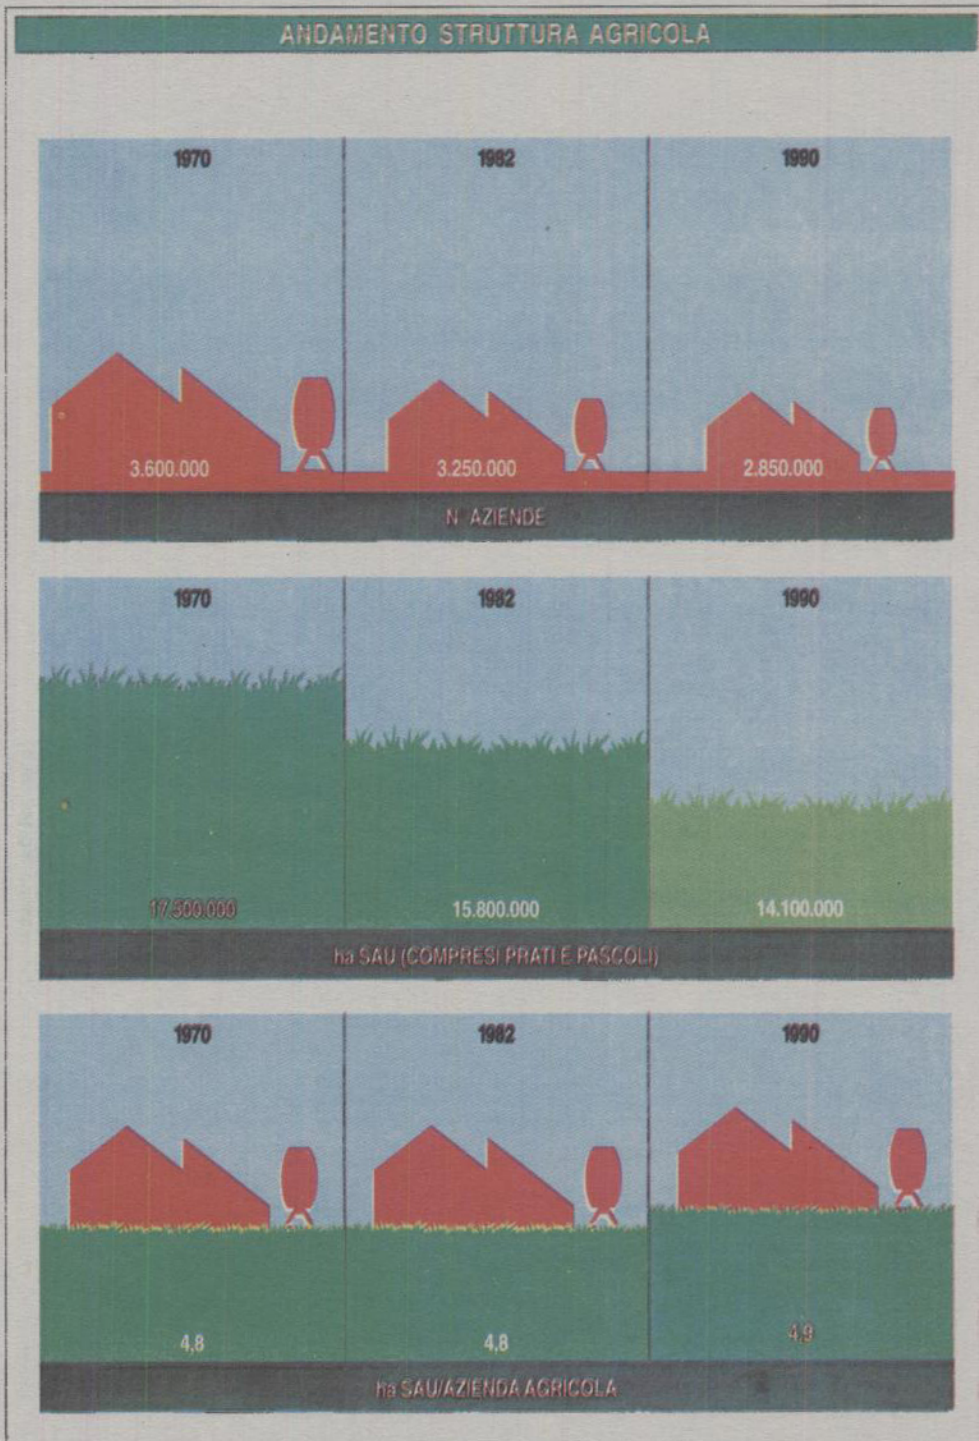 ANDAMENTO STRUTTURA AGRICOLA
1970 1982 1990
3.600.000 3.250.000 2.850.000
N° AZIENDE
1970 1982 1990
17.500.000 15.800.000 14.100.000
ha SAU (COMPRESI PRATI E PASCOLI)
1970 1982 1990
4,8 4,8 4,9
ha SAU/AZIENDA AGRICOLA